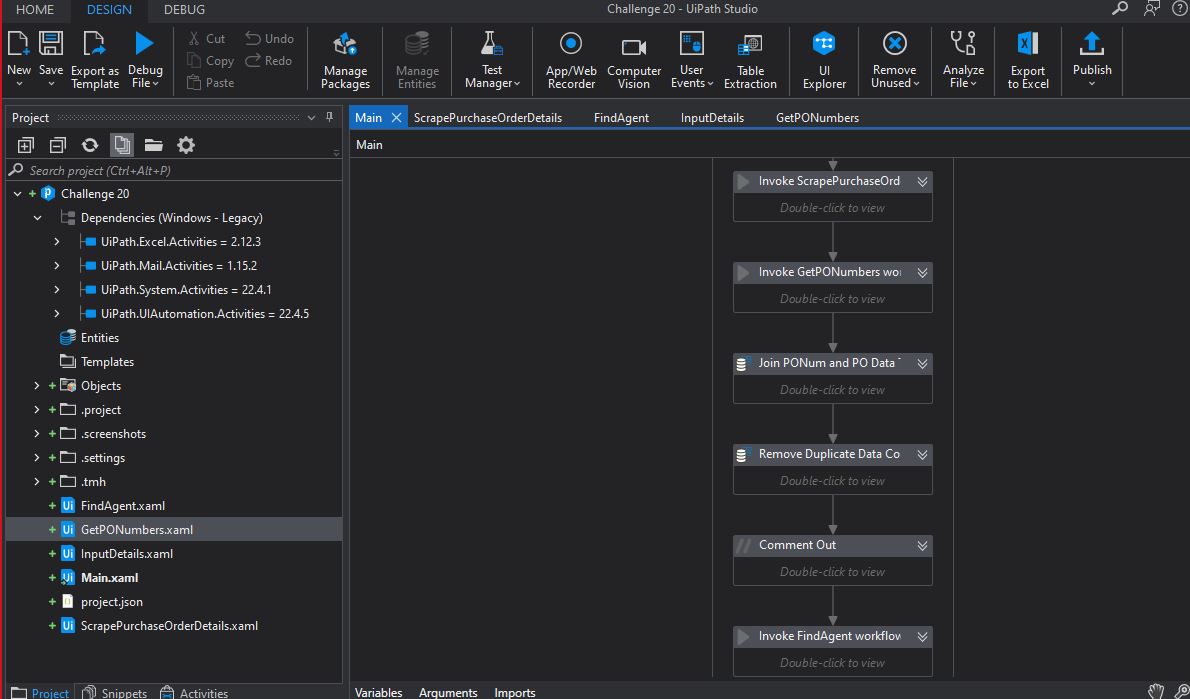 HOME DESIGN DEBUG Challenge 20 - UiPath Studio
New Save Export as Template Debug File
Cut Copy Paste Undo Redo
Manage Packages
Manage Entities
Test Manager
App/Web Recorder
Computer Vision
User Events
Table Extraction
UI Explorer
Remove Unused
Analyze File
Export to Excel
Publish
Project
Main ScrapePurchaseOrderDetails FindAgent InputDetails GetPONumbers
Main
Search project (Ctrl+Alt+P)
Challenge 20
Dependencies (Windows - Legacy)
UiPath.Excel.Activities = 2.12.3
UiPath.Mail.Activities = 1.15.2
UiPath.System.Activities = 22.4.1
UiPath.UIAutomation.Activities = 22.4.5
Entities
Templates
Objects
.project
.screenshots
.settings
.tmh
Ui FindAgent.xaml
Ui GetPONumbers.xaml
Ui InputDetails.xaml
Ui Main.xaml
project.json
Ui ScrapePurchaseOrderDetails.xaml
Invoke ScrapePurchaseOrd
Double-click to view
Invoke GetPONumbers wor
Double-click to view
Join PONum and PO Data
Double-click to view
Remove Duplicate Data Co
Double-click to view
Comment Out
Double-click to view
Invoke FindAgent workflow
Double-click to view
Project Snippets Activities
Variables Arguments Imports